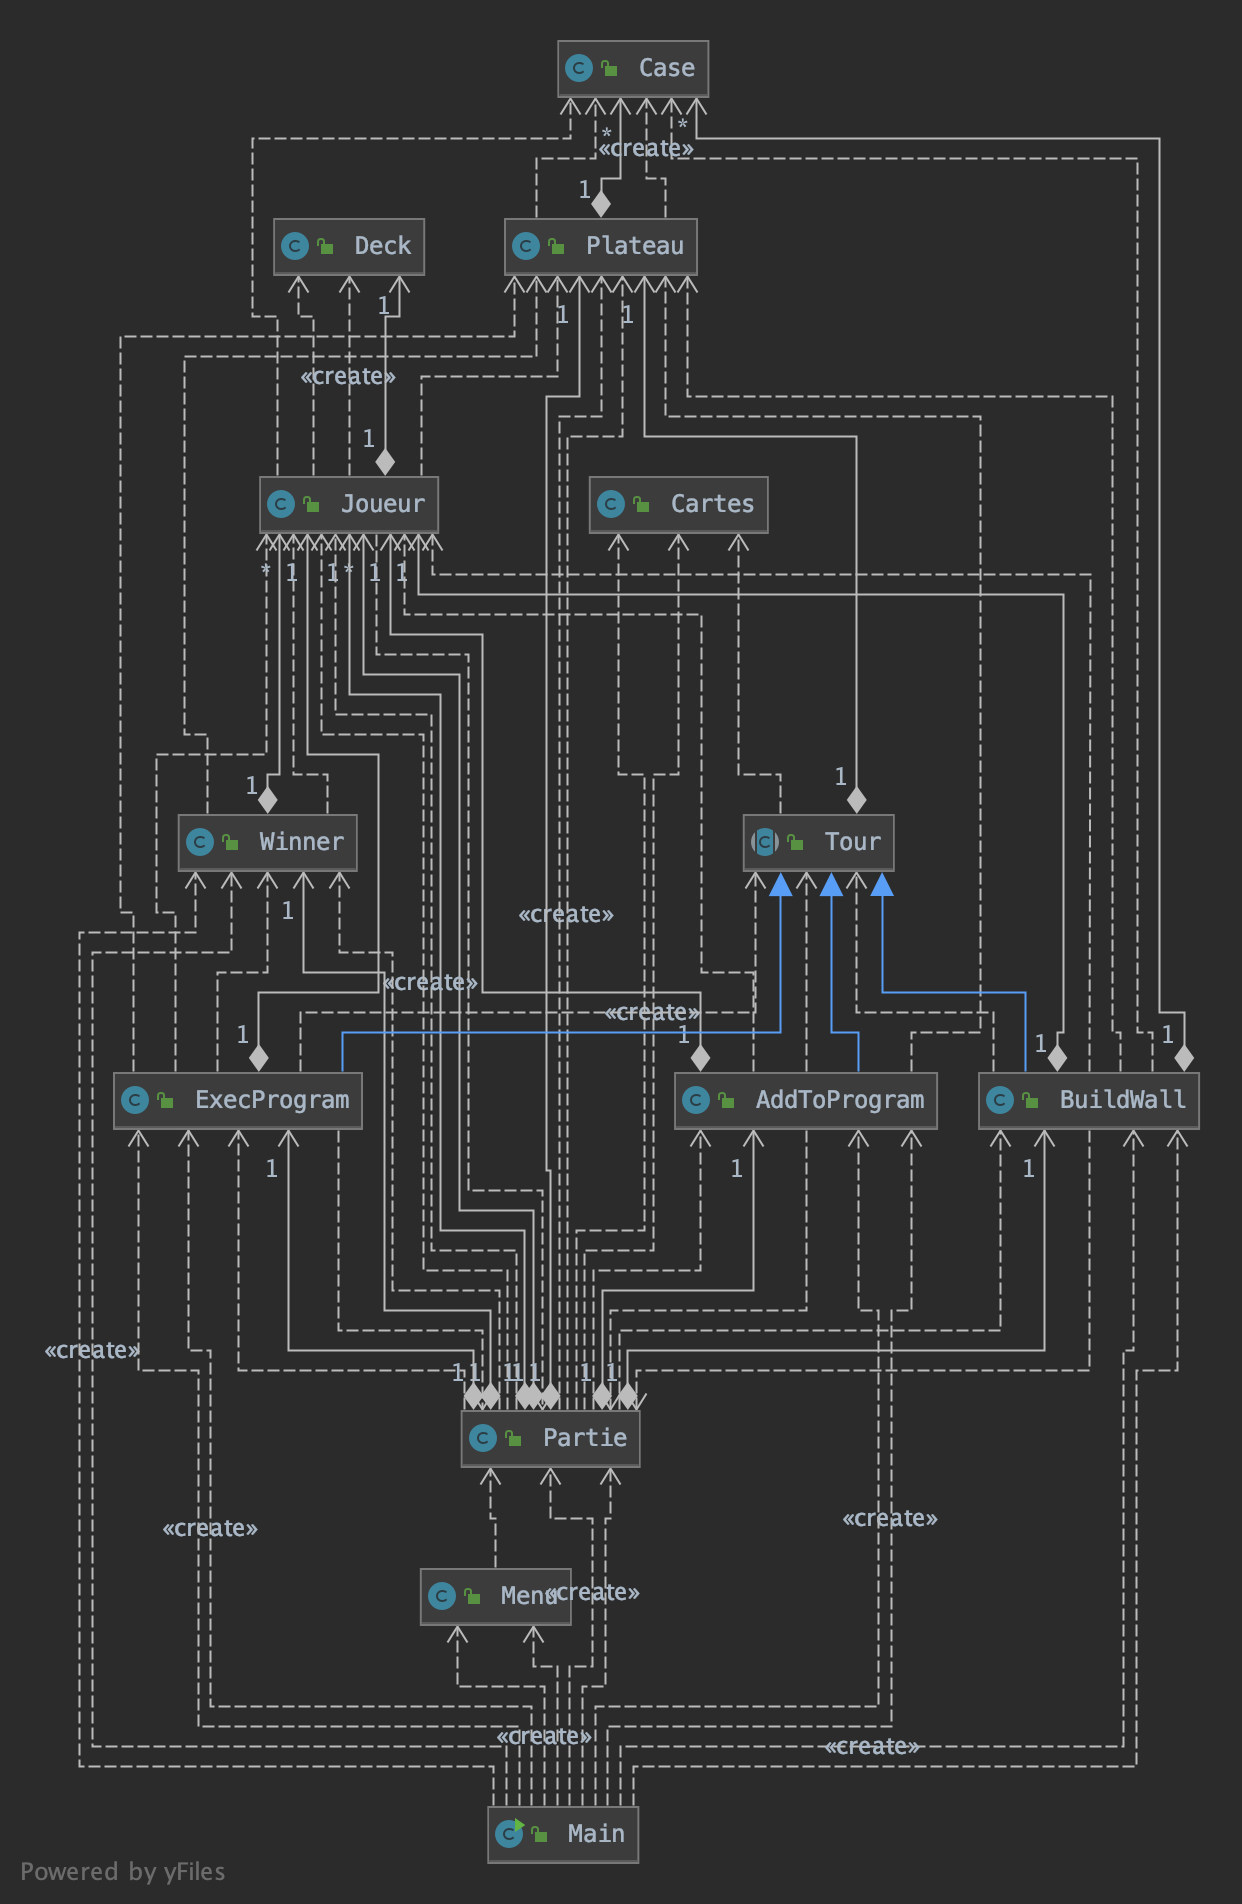 Case
*
*
«create»
1
Deck
Plateau
1
1
1
«create»
1
Joueur
Cartes
*
1
1
*
1
1
1
1
Winner
Tour
1
«create»
«create»
«create»
1
1
1
1
ExecProgram
AddToProgram
BuildWall
1
1
1
«create»
1
1
1
1
1
1
1
Partie
«create»
«create»
Menu
«create»
«create»
«create»
Main
Powered by yFiles